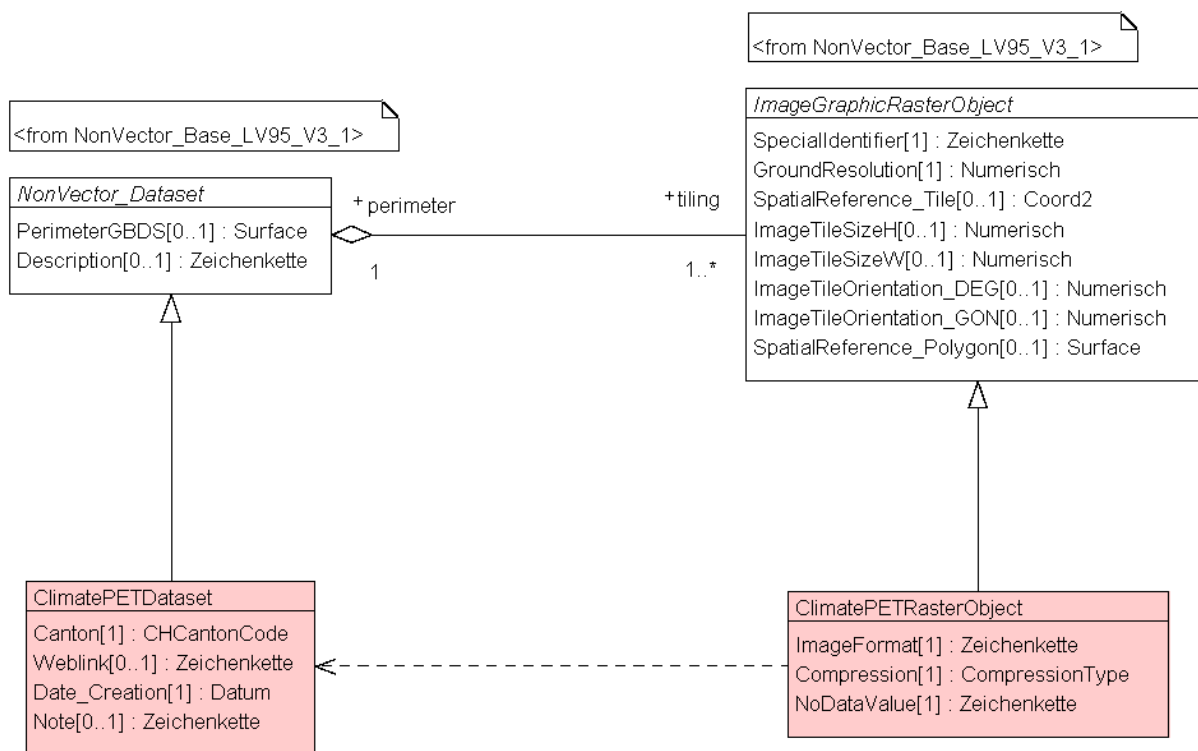 <from NonVector_Base_LV95_V3_1>
NonVector_Dataset
PerimeterGBDS[0..1] : Surface
Description[0..1] : Zeichenkette
+ perimeter
1
+ tiling
1..*
<from NonVector_Base_LV95_V3_1>
ImageGraphicRasterObject
SpecialIdentifier[1] : Zeichenkette
GroundResolution[1] : Numerisch
SpatialReference_Tile[0..1] : Coord2
ImageTileSizeH[0..1] : Numerisch
ImageTileSizeW[0..1] : Numerisch
ImageTileOrientation_DEG[0..1] : Numerisch
ImageTileOrientation_GON[0..1] : Numerisch
SpatialReference_Polygon[0..1] : Surface
ClimatePETDataset
Canton[1] : CHCantonCode
Weblink[0..1] : Zeichenkette
Date_Creation[1] : Datum
Note[0..1] : Zeichenkette
ClimatePETRasterObject
ImageFormat[1] : Zeichenkette
Compression[1] : CompressionType
NoDataValue[1] : Zeichenkette